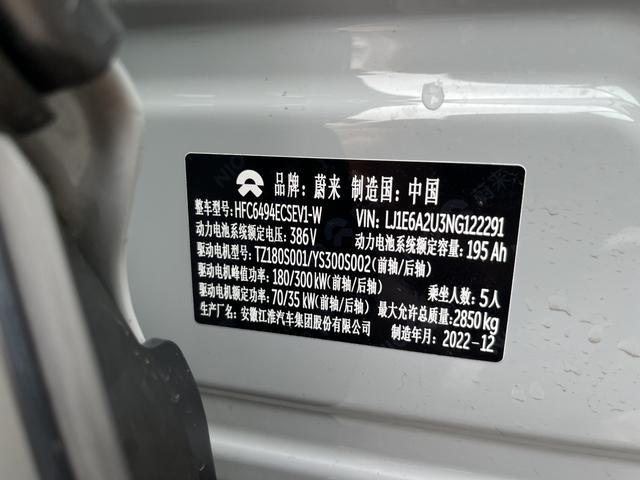 品牌: 蔚来 制造国: 中国
整车型号: HFC6494ECSEV1-W VIN: LJ1E6A2U3NG122291
动力电池系统额定电压: 386V 动力电池系统额定容量: 195 Ah
驱动电机型号: TZ180S001/YS300S002(前轴/后轴)
驱动电机峰值功率: 180/300kW(前轴/后轴) 乘坐人数: 5人
驱动电机额定功率: 70/35kW(前轴/后轴) 最大允许总质量: 2850kg
生产厂名: 安徽江淮汽车集团股份有限公司 制造年月: 2022-12